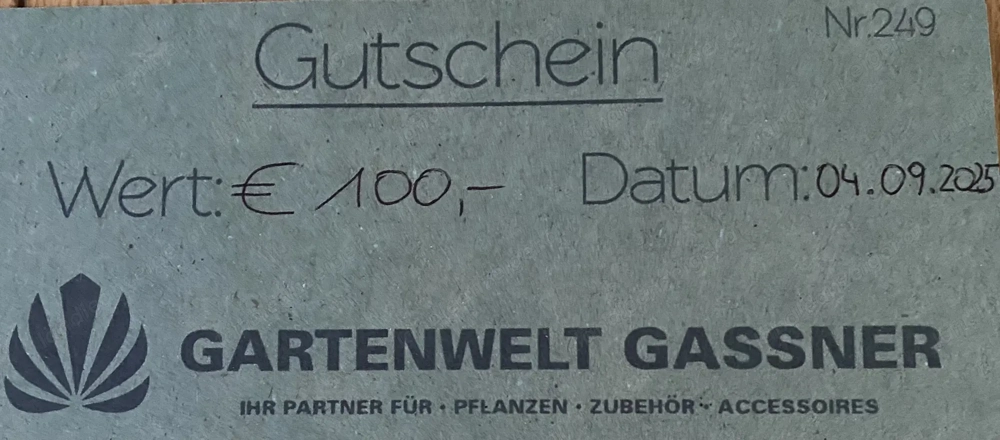 Nr.249
Gutschein
Wert: € 100,- Datum: 04.09.2025
GARTENWELT GASSNER
IHR PARTNER FÜR · PFLANZEN · ZUBEHÖR · ACCESSOIRES